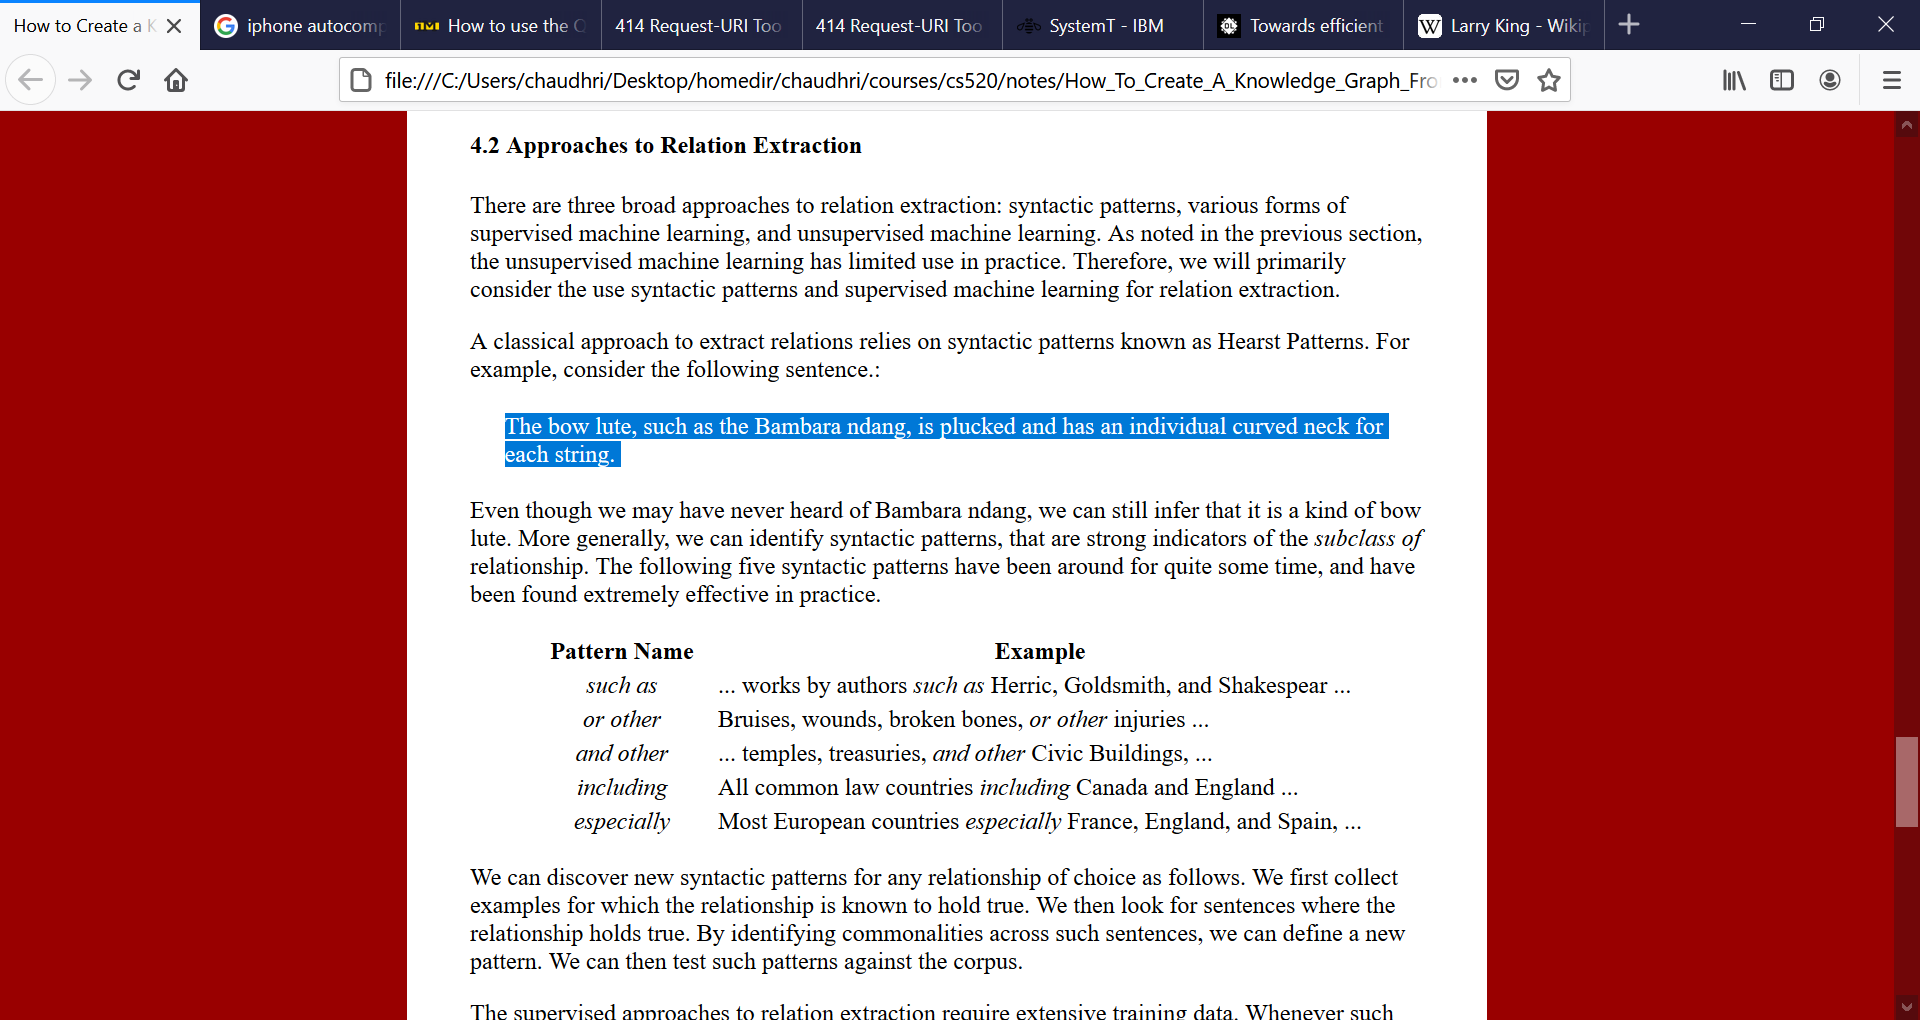 How to Create a K
iphone autocomp
How to use the
414 Request-URI Too
414 Request-URI Too
SystemT - IBM
Towards efficient
W Larry King - Wikip
file:///C:/Users/chaudhri/Desktop/homedir/chaudhri/courses/cs520/notes/How_To_Create_A_Knowledge_Graph_Fro
4.2 Approaches to Relation Extraction
There are three broad approaches to relation extraction: syntactic patterns, various forms of
supervised machine learning, and unsupervised machine learning. As noted in the previous section,
the unsupervised machine learning has limited use in practice. Therefore, we will primarily
consider the use syntactic patterns and supervised machine learning for relation extraction.
A classical approach to extract relations relies on syntactic patterns known as Hearst Patterns. For
example, consider the following sentence.:
The bow lute, such as the Bambara ndang, is plucked and has an individual curved neck for
each string.
Even though we may have never heard of Bambara ndang, we can still infer that it is a kind of bow
lute. More generally, we can identify syntactic patterns, that are strong indicators of the subclass of
relationship. The following five syntactic patterns have been around for quite some time, and have
been found extremely effective in practice.
Pattern Name Example
such as ... works by authors such as Herric, Goldsmith, and Shakespear ...
or other Bruises, wounds, broken bones, or other injuries ...
and other ... temples, treasuries, and other Civic Buildings, ...
including All common law countries including Canada and England ...
especially Most European countries especially France, England, and Spain, ...
We can discover new syntactic patterns for any relationship of choice as follows. We first collect
examples for which the relationship is known to hold true. We then look for sentences where the
relationship holds true. By identifying commonalities across such sentences, we can define a new
pattern. We can then test such patterns against the corpus.
The supervised approaches to relation extraction require extensive training data. Whenever such